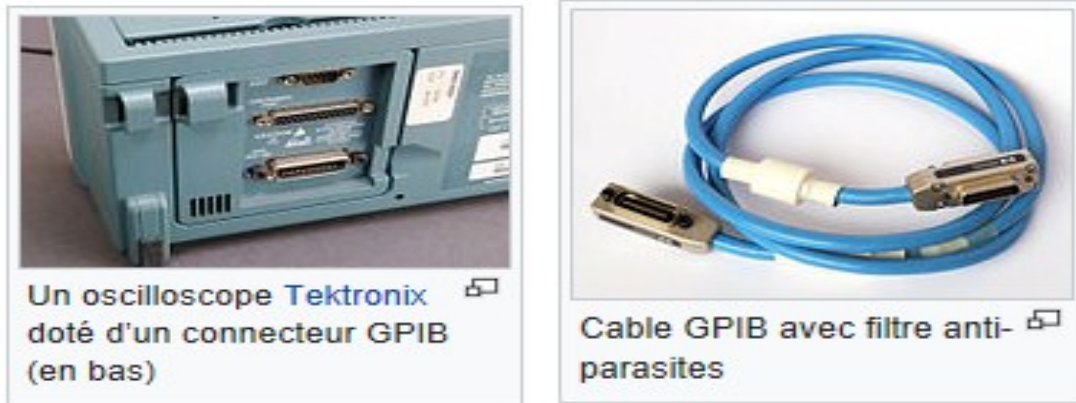 Un oscilloscope Tektronix
doté d'un connecteur GPIB
(en bas)
Cable GPIB avec filtre anti-
parasites